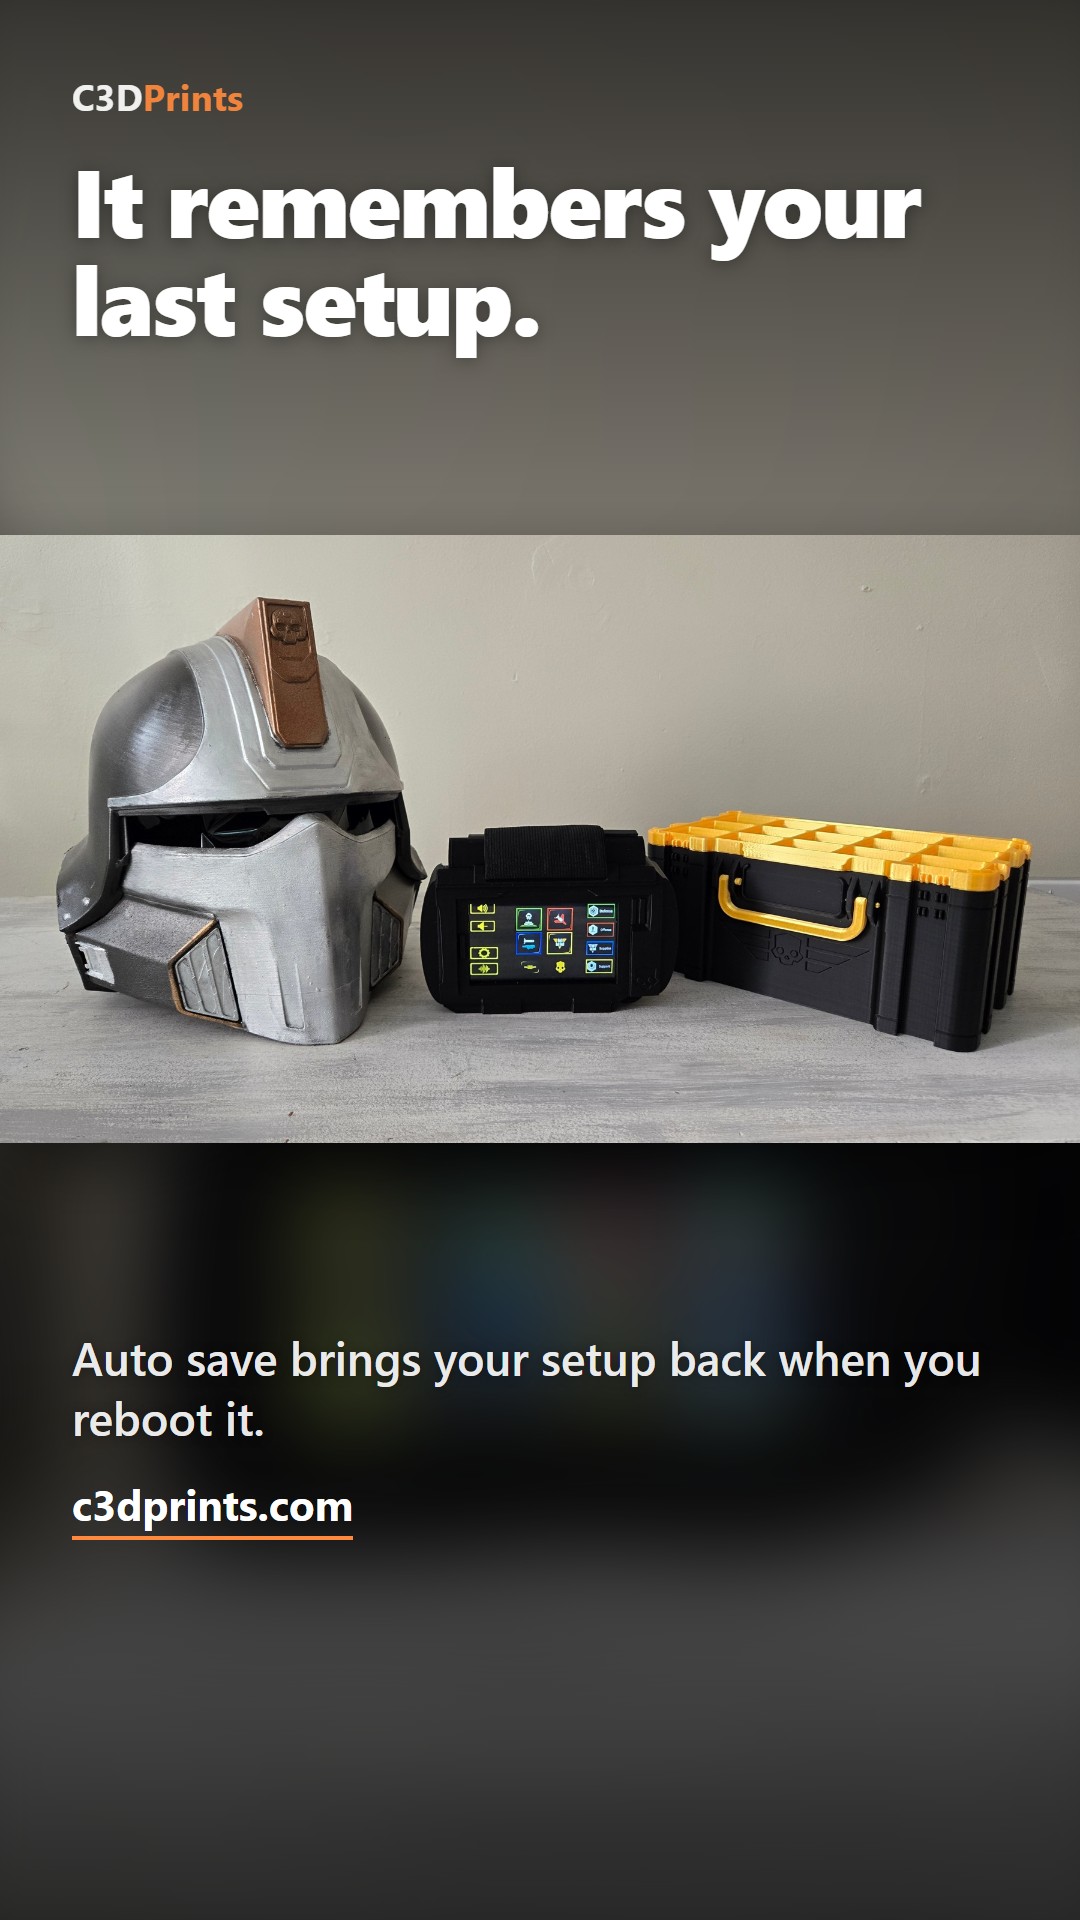 C3DPrints
It remembers your
last setup.
Auto save brings your setup back when you
reboot it.
c3dprints.com